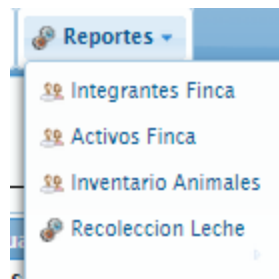 Reportes
Integrantes Finca
Activos Finca
Inventario Animales
Recoleccion Leche